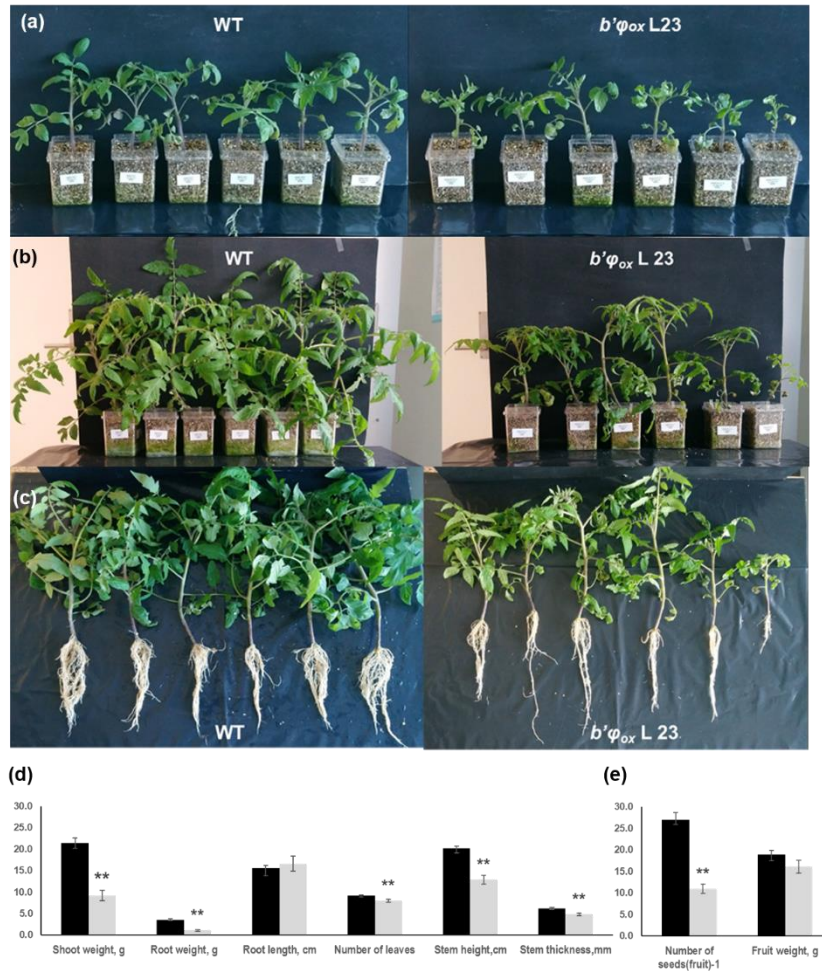 (a)
WT
b'φox L23
(b)
WT
b'φox L 23
(c)
WT
b'φox L 23
(d)
30.0
25.0
20.0
15.0
10.0
5.0
0.0
**
**
**
**
**
Shoot weight, g
Root weight, g
Root length, cm
Number of leaves
Stem height,cm
Stem thickness,mm
(e)
30.0
25.0
20.0
15.0
10.0
5.0
0.0
**
Number of
seeds(fruit)-1
Fruit weight, g